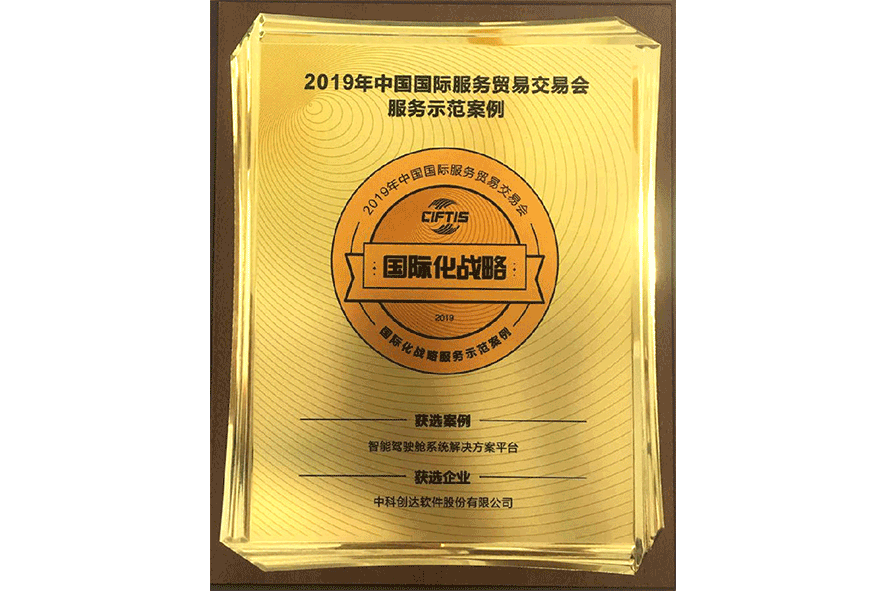 2019年中国国际服务贸易交易会
服务示范案例
2019年中国国际服务贸易交易会
CIFTIS
国际化战略
2019
国际化战略服务示范案例
获选案例
智能驾驶舱系统解决方案平台
获选企业
中科创达软件股份有限公司